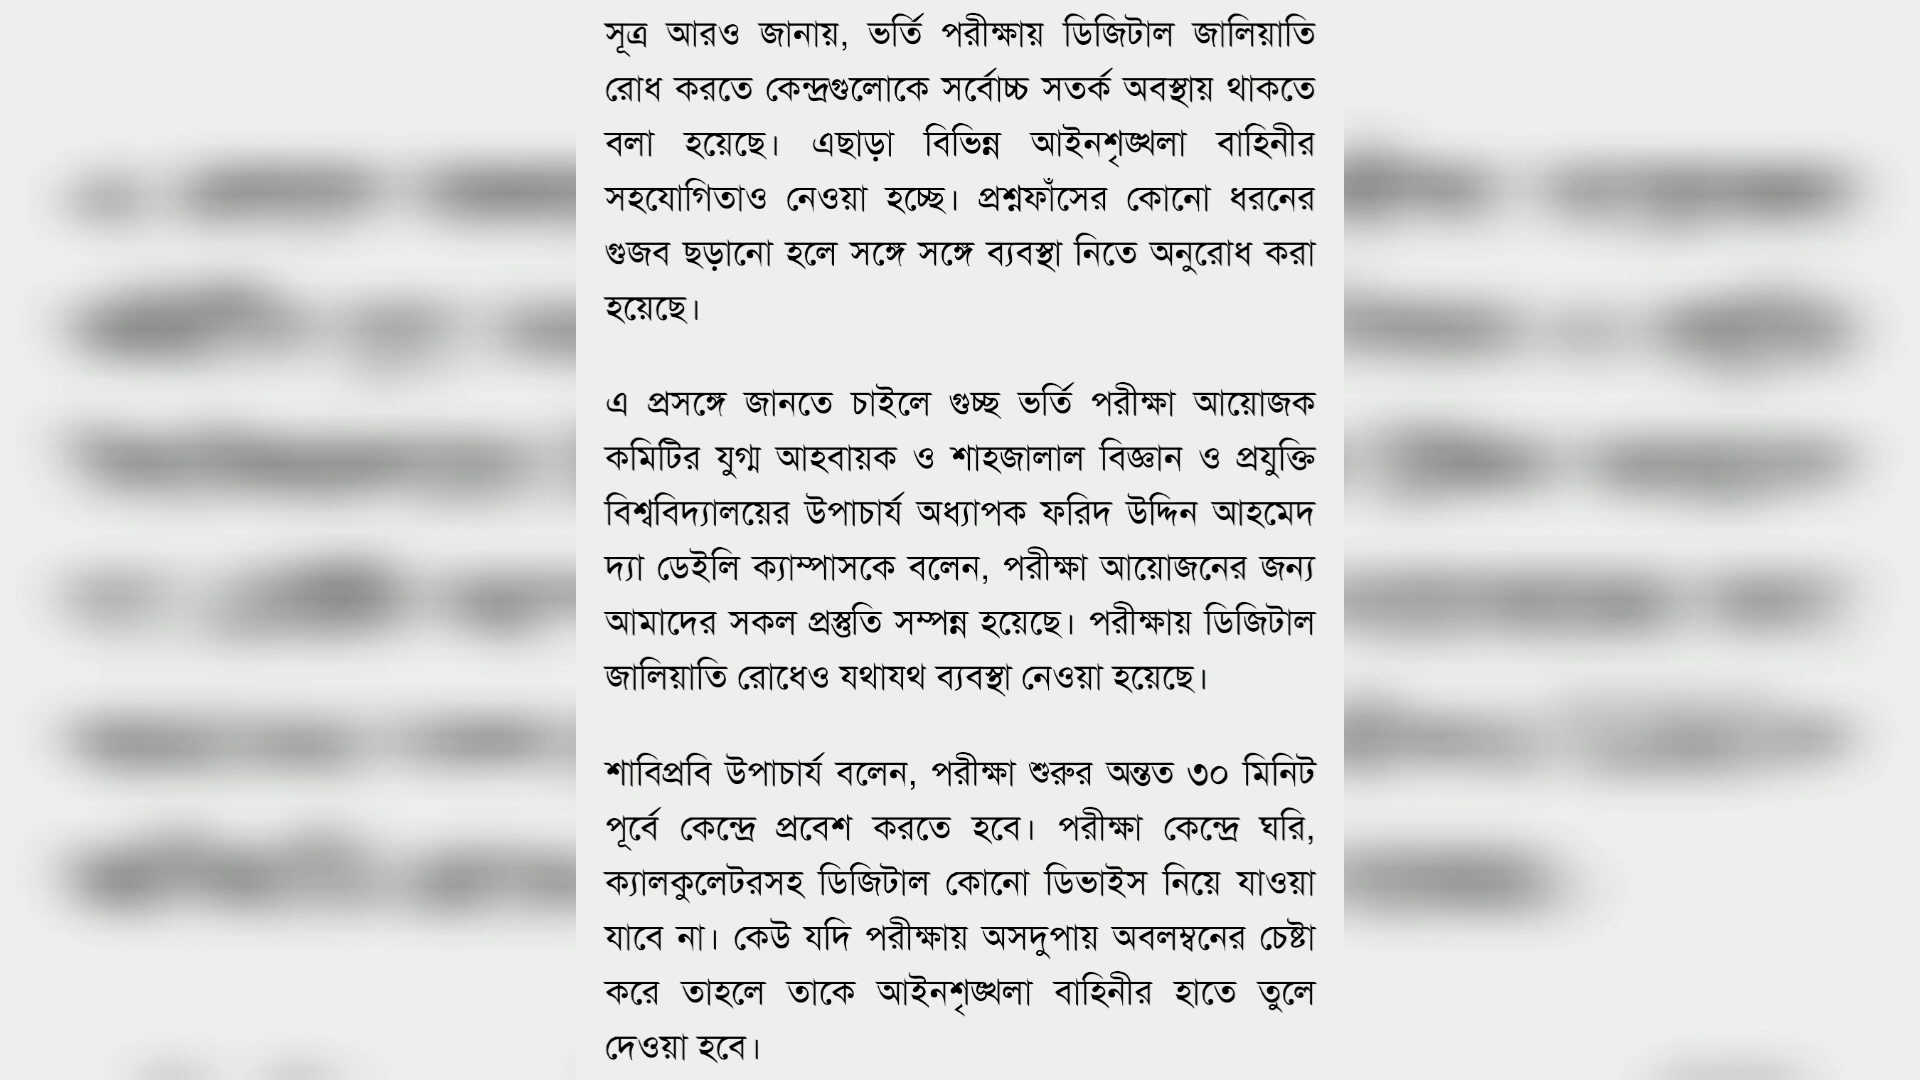 সূত্র আরও জানায়, ভর্তি পরীক্ষায় ডিজিটাল জালিয়াতি
রোধ করতে কেন্দ্রগুলোকে সর্বোচ্চ সতর্ক অবস্থায় থাকতে
বলা হয়েছে। এছাড়া বিভিন্ন আইনশৃঙ্খলা বাহিনীর
সহযোগিতাও নেওয়া হচ্ছে। প্রশ্নফাঁসের কোনো ধরনের
গুজব ছড়ানো হলে সঙ্গে সঙ্গে ব্যবস্থা নিতে অনুরোধ করা
হয়েছে।
এ প্রসঙ্গে জানতে চাইলে গুচ্ছ ভর্তি পরীক্ষা আয়োজক
কমিটির যুগ্ম আহবায়ক ও শাহজালাল বিজ্ঞান ও প্রযুক্তি
বিশ্ববিদ্যালয়ের উপাচার্য অধ্যাপক ফরিদ উদ্দিন আহমেদ
দ্যা ডেইলি ক্যাম্পাসকে বলেন, পরীক্ষা আয়োজনের জন্য
আমাদের সকল প্রস্তুতি সম্পন্ন হয়েছে। পরীক্ষায় ডিজিটাল
জালিয়াতি রোধেও যথাযথ ব্যবস্থা নেওয়া হয়েছে।
শাবিপ্রবি উপাচার্য বলেন, পরীক্ষা শুরুর অন্তত ৩০ মিনিট
পূর্বে কেন্দ্রে প্রবেশ করতে হবে। পরীক্ষা কেন্দ্রে ঘরি,
ক্যালকুলেটরসহ ডিজিটাল কোনো ডিভাইস নিয়ে যাওয়া
যাবে না। কেউ যদি পরীক্ষায় অসদুপায় অবলম্বনের চেষ্টা
করে তাহলে তাকে আইনশৃঙ্খলা বাহিনীর হাতে তুলে
দেওয়া হবে।